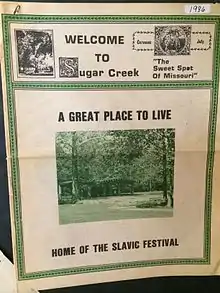 1986
WELCOME
TO
Sugar Creek
"The
Sweet Spot
Of Missouri"
A GREAT PLACE TO LIVE
HOME OF THE SLAVIC FESTIVAL